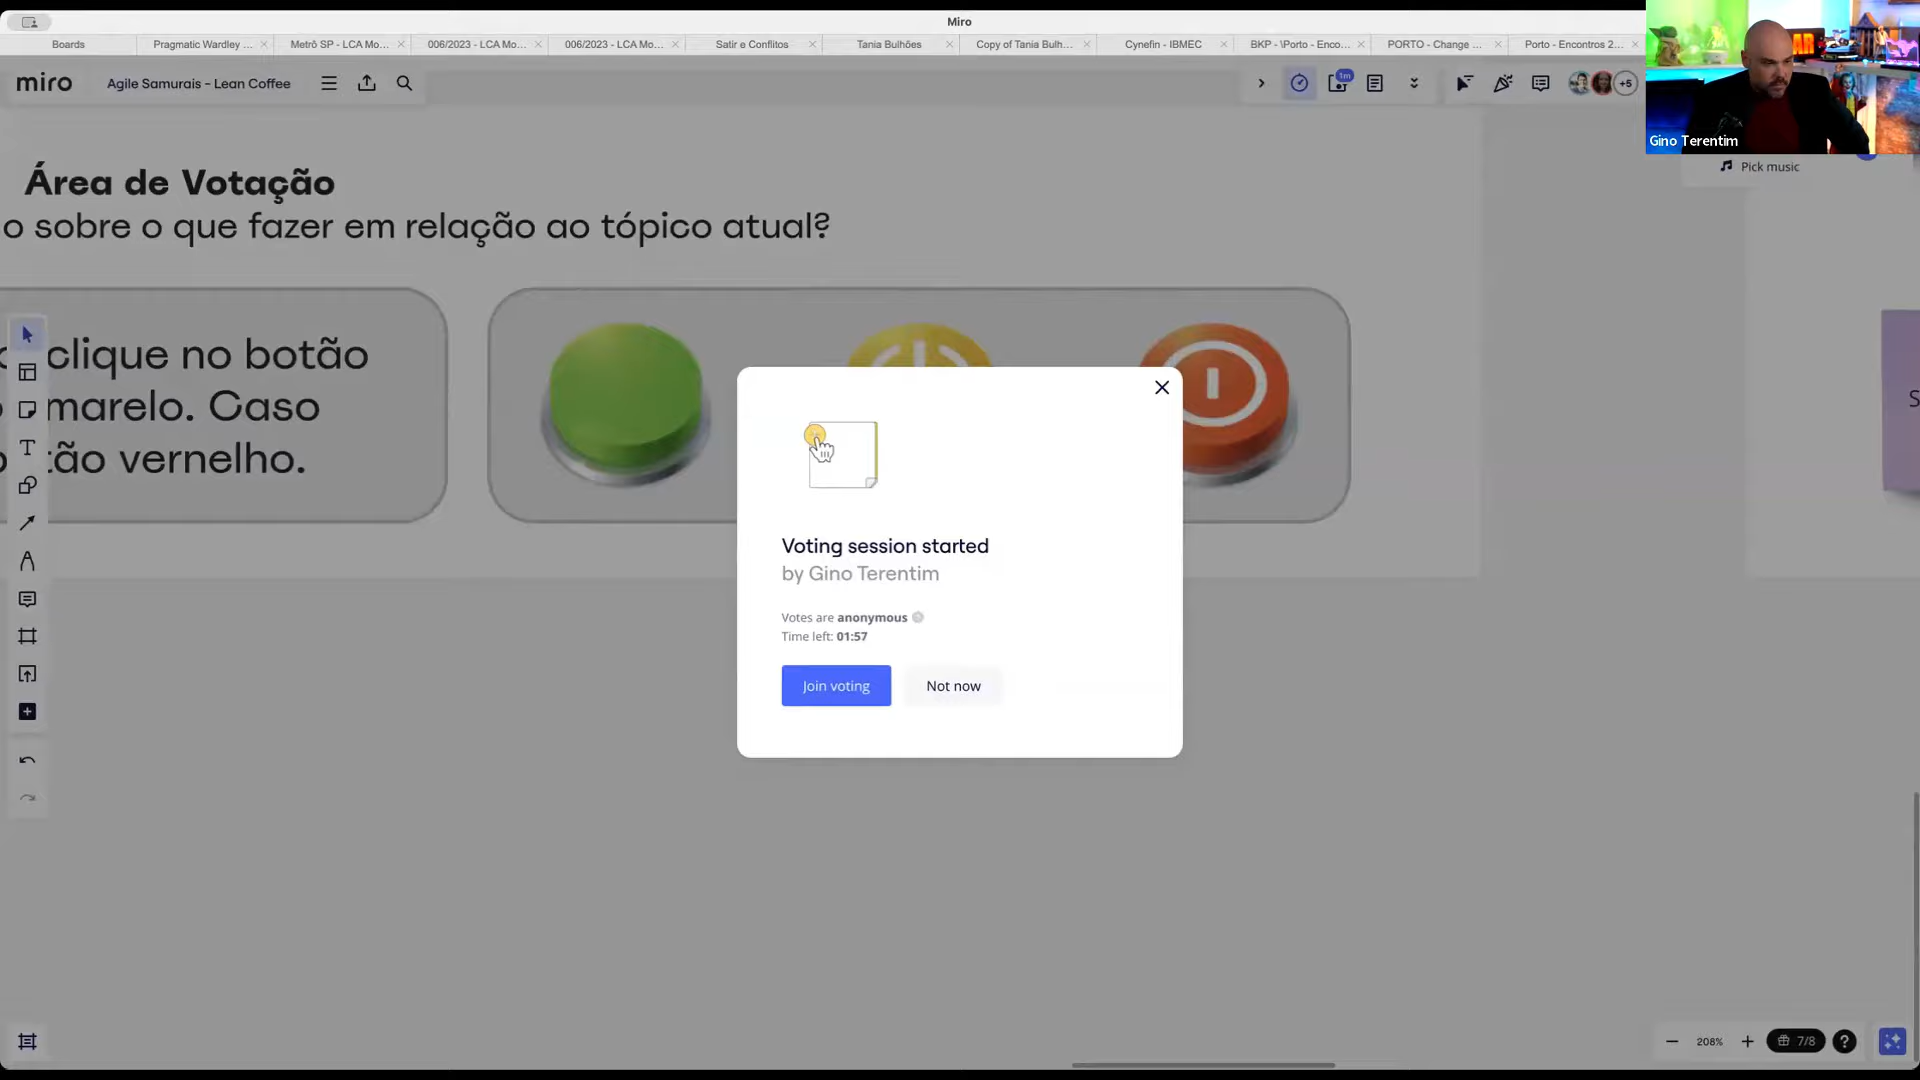 Miro
Boards
Pragmatic Wardley ...
Metrô SP - LCA Mo...
006/2023 - LCA Mo...
006/2023 - LCA Mo...
Satir e Conflitos
Tania Bulhões
Copy of Tania Bulh...
Cynefin - IBMEC
BKP - \Porto - Enco...
PORTO - Change ...
Porto - Encontros 2...
miro
Agile Samurais - Lean Coffee
1m
+5
Gino Terentim
Pick music
Área de Votação
o sobre o que fazer em relação ao tópico atual?
clique no botão
marelo. Caso
tão vernelho.
S
Voting session started
by Gino Terentim
Votes are anonymous
Time left: 01:57
Join voting
Not now
208%
7/8
?